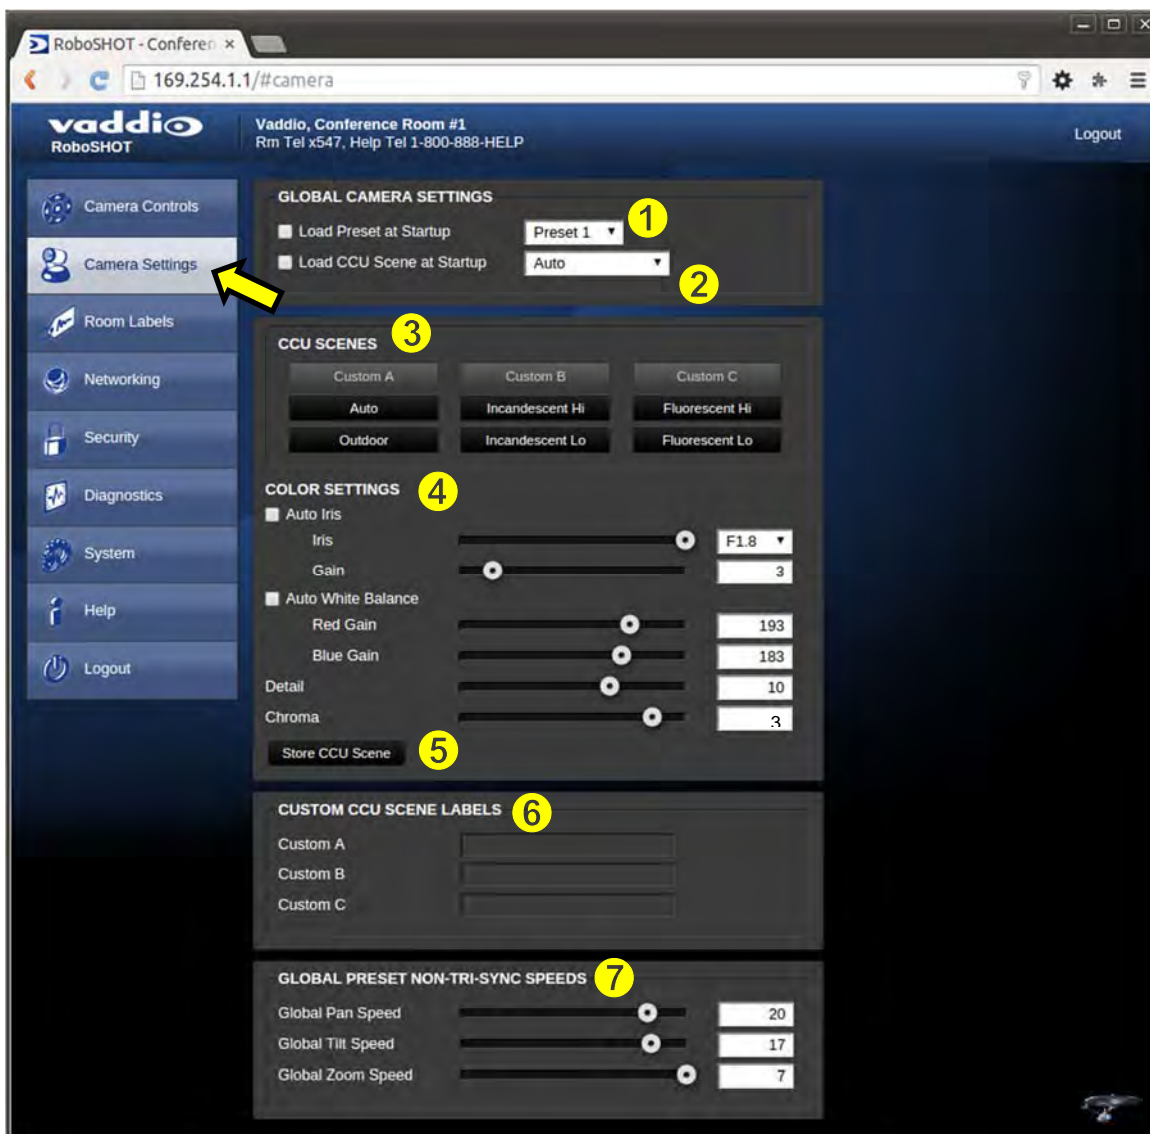 RoboSHOT - Conferen ×
169.254.1.1/#camera
vaddio
RoboSHOT
Vaddio, Conference Room #1
Rm Tel x547, Help Tel 1-800-888-HELP
Logout
Camera Controls
Camera Settings
Room Labels
Networking
Security
Diagnostics
System
Help
Logout
GLOBAL CAMERA SETTINGS
Load Preset at Startup Preset 1 1
Load CCU Scene at Startup Auto 2
CCU SCENES 3
Custom A Custom B Custom C
Auto Incandescent Hi Fluorescent Hi
Outdoor Incandescent Lo Fluorescent Lo
COLOR SETTINGS 4
Auto Iris
Iris F1.8
Gain 3
Auto White Balance
Red Gain 193
Blue Gain 183
Detail 10
Chroma 3
Store CCU Scene 5
CUSTOM CCU SCENE LABELS 6
Custom A
Custom B
Custom C
GLOBAL PRESET NON-TRI-SYNC SPEEDS 7
Global Pan Speed 20
Global Tilt Speed 17
Global Zoom Speed 7